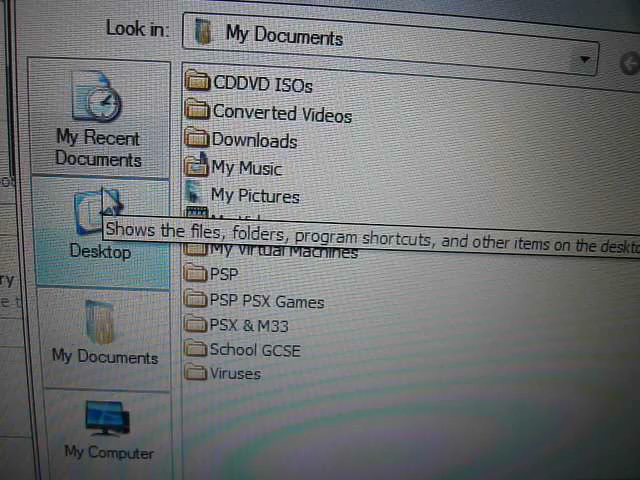 Look in: My Documents
My Recent
Documents
Desktop
My Documents
My Computer
CDDVD ISOs
Converted Videos
Downloads
My Music
My Pictures
Shows the files, folders, program shortcuts, and other items on the
My Virtual Machines
PSP
PSP PSX Games
PSX & M33
School GCSE
Viruses